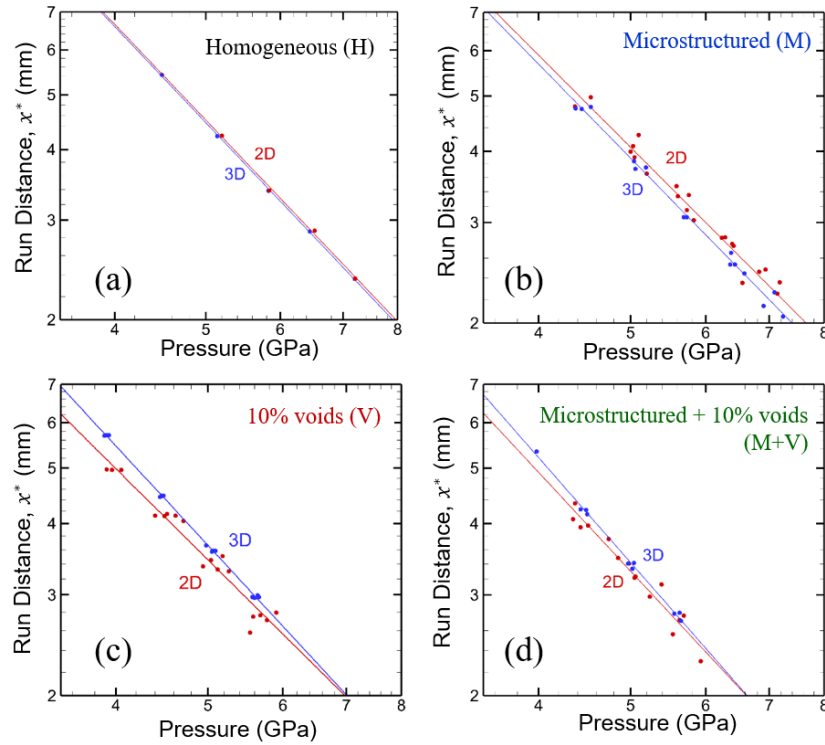 7
6
5
4
3
2
Run Distance, x* (mm)
Homogeneous (H)
2D
3D
(a)
4
5
6
7
8
Pressure (GPa)
7
6
5
4
3
2
Run Distance, x* (mm)
Microstructured (M)
2D
3D
(b)
4
5
6
7
8
Pressure (GPa)
7
6
5
4
3
2
Run Distance, x* (mm)
10% voids (V)
3D
2D
(c)
4
5
6
7
8
Pressure (GPa)
7
6
5
4
3
2
Run Distance, x* (mm)
Microstructured + 10% voids
(M+V)
3D
2D
(d)
4
5
6
7
8
Pressure (GPa)